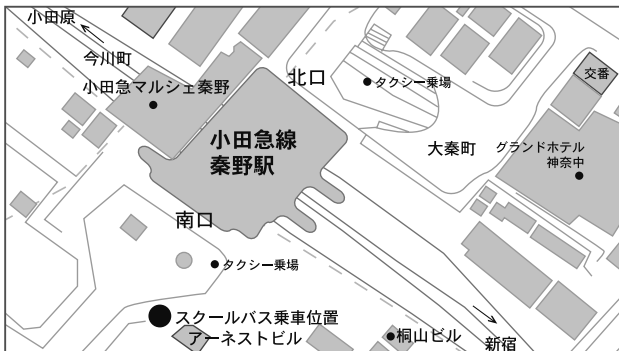 小田原
今川町
小田急マルシェ秦野
北口
タクシー乗場
交番
小田急線
秦野駅
大秦町
グランドホテル
神奈中
南口
タクシー乗場
スクールバス乗車位置
アーネストビル
桐山ビル
新宿